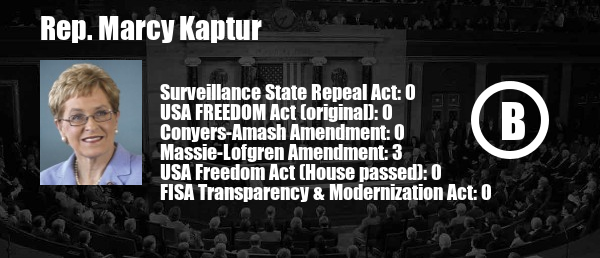 Rep. Marcy Kaptur
Surveillance State Repeal Act: 0
USA FREEDOM Act (original): 0
Conyers-Amash Amendment: 0
Massie-Lofgren Amendment: 3
USA Freedom Act (House passed): 0
FISA Transparency & Modernization Act: 0
B